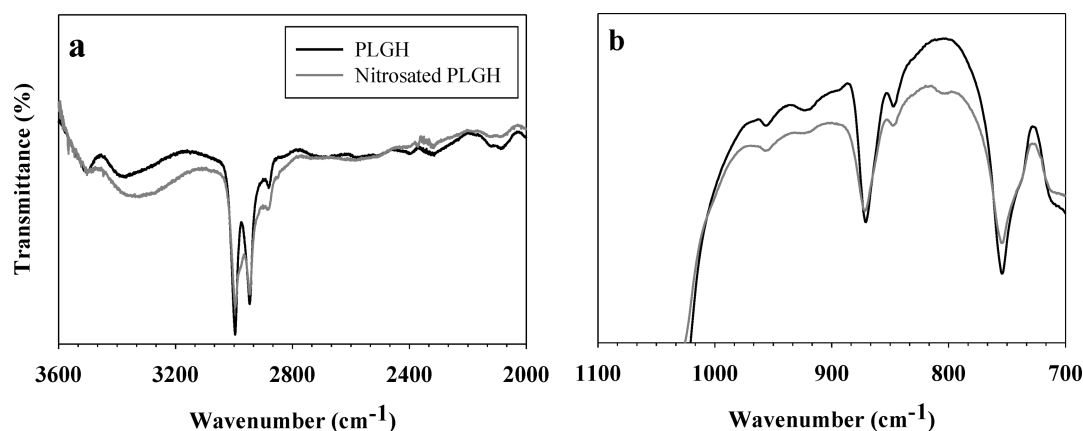 a
PLGH
Nitrosated PLGH
Transmittance (%)
3600 3200 2800 2400 2000
Wavenumber (cm-1)
b
1100 1000 900 800 700
Wavenumber (cm-1)